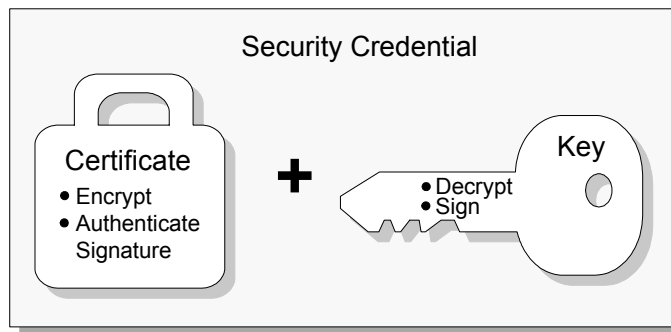 Security Credential
Certificate
• Encrypt
• Authenticate
Signature
+
Key
• Decrypt
• Sign